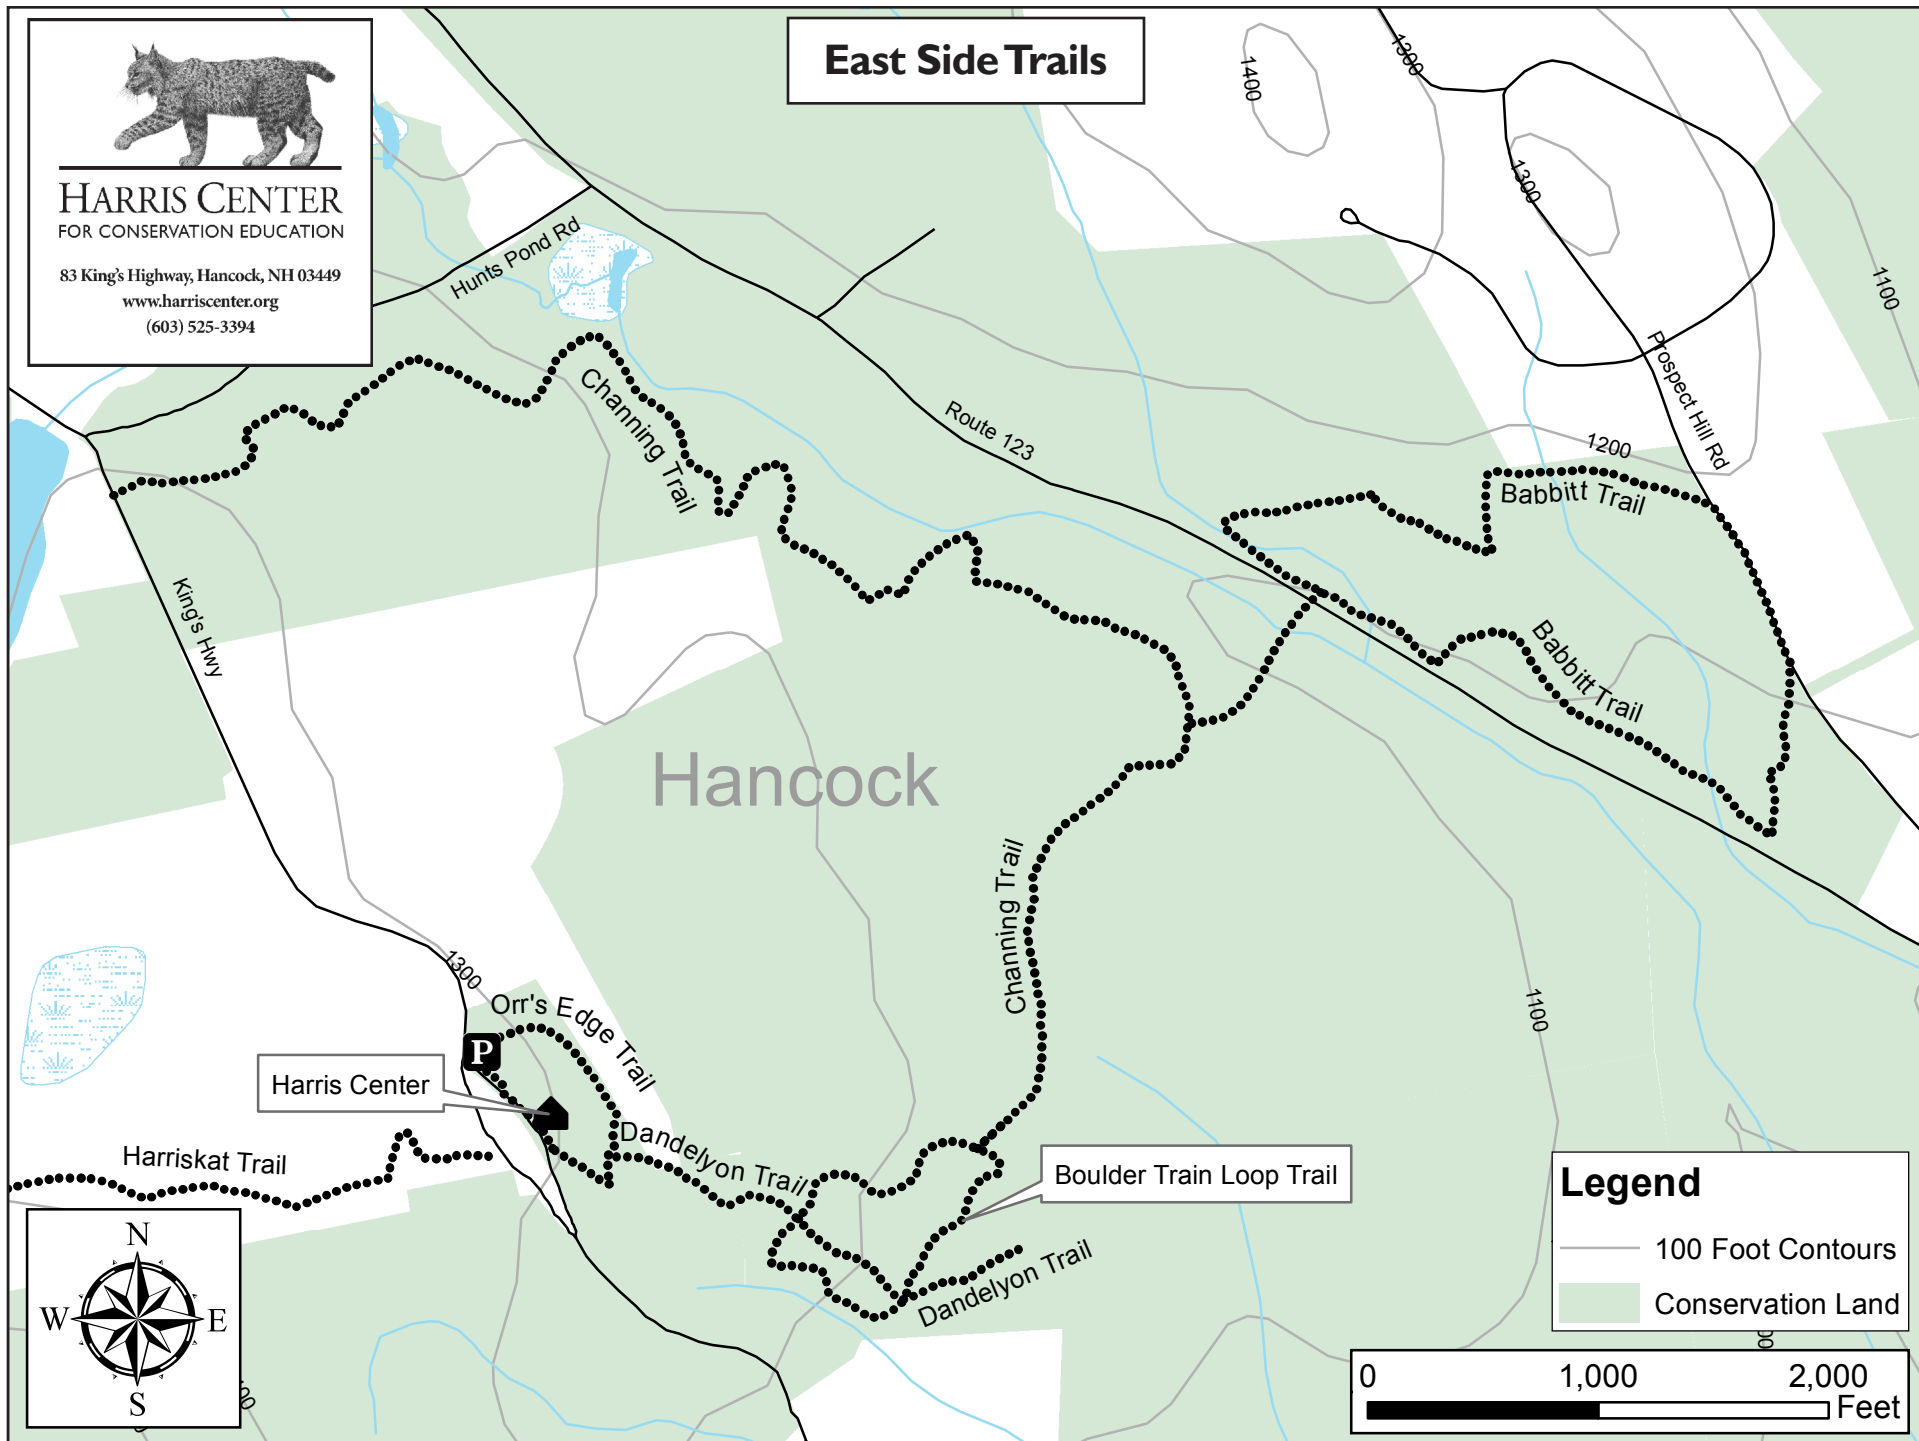 East Side Trails
HARRIS CENTER
FOR CONSERVATION EDUCATION
83 King's Highway, Hancock, NH 03449
www.harriscenter.org
(603) 525-3394
1400
1300
1300
1100
Hunts Pond Rd
Prospect Hill Rd
Channing Trail
Route 123
1200
Babbitt Trail
King's Hwy
Babbitt Trail
Hancock
Channing Trail
1300
Orr's Edge Trail
P
1100
Harris Center
Dandelyon Trail
Harriskat Trail
Boulder Train Loop Trail
Dandelyon Trail
Legend
100 Foot Contours
Conservation Land
N
W
E
S
0
1,000
2,000
Feet